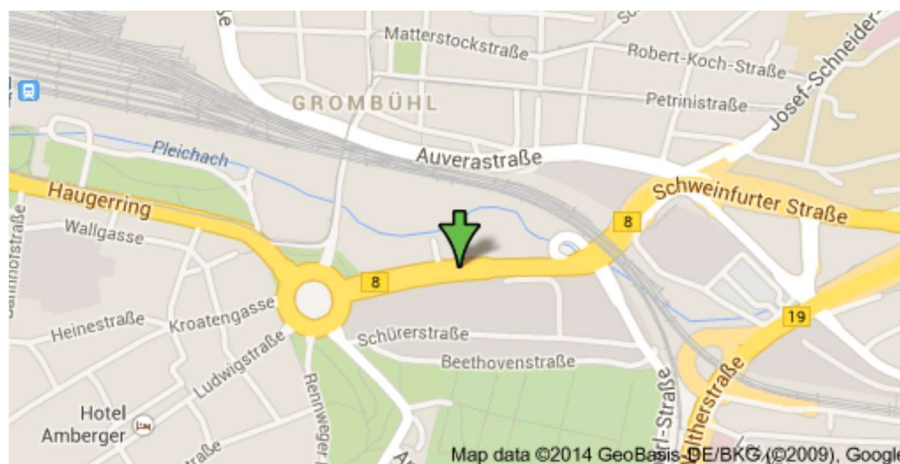 Matterstockstraße
Robert-Koch-Straße
Josef-Schneider-
GROMBÜHL
Petrinistraße
Pleichach
Auverastraße
Haugerring
Schweinfurter Straße
Wallgasse
8
8
19
Kroatengasse
Heinestraße
Schürerstraße
Ludwigstraße
Beethovenstraße
Rennweger
Hotel
Amberger
straße
Map data ©2014 GeoBasis-DE/BKG (©2009), Google